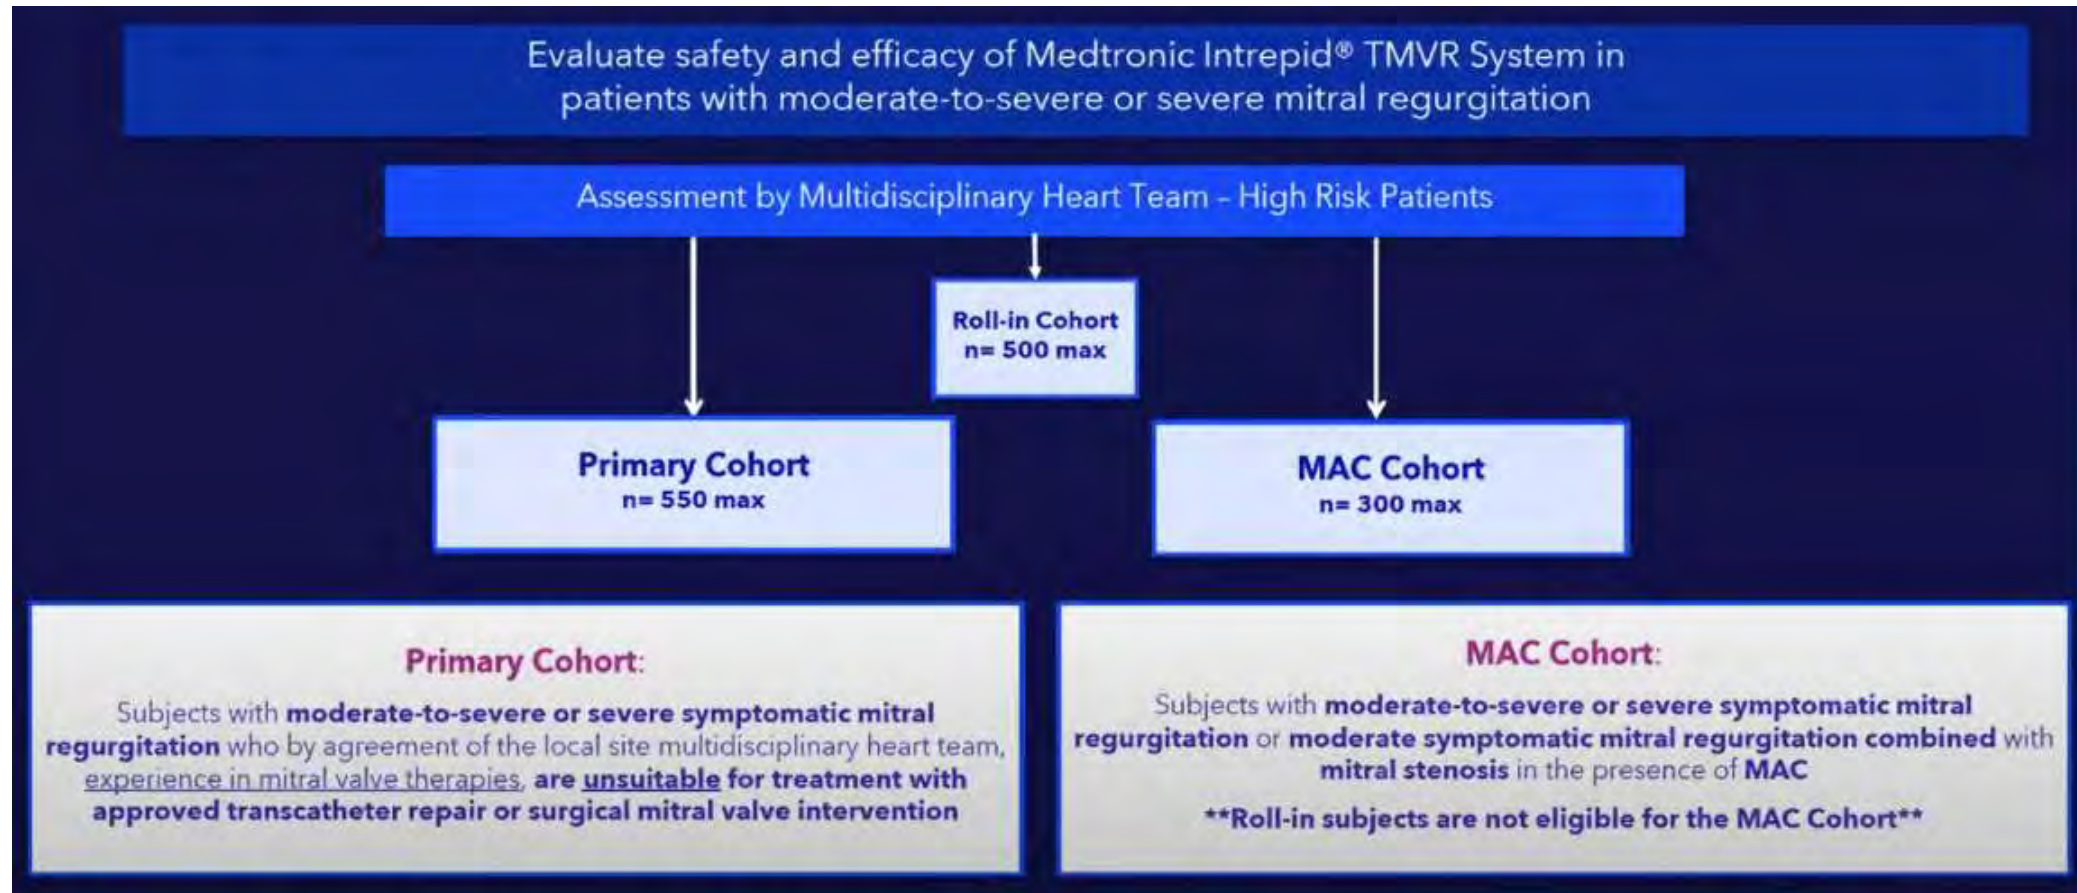 Evaluate safety and efficacy of Medtronic Intrepid® TMVR System in
patients with moderate-to-severe or severe mitral regurgitation
Assessment by Multidisciplinary Heart Team – High Risk Patients
Roll-in Cohort
n= 500 max
Primary Cohort
n= 550 max
MAC Cohort
n= 300 max
Primary Cohort:
Subjects with moderate-to-severe or severe symptomatic mitral
regurgitation who by agreement of the local site multidisciplinary heart team,
experience in mitral valve therapies, are unsuitable for treatment with
approved transcatheter repair or surgical mitral valve intervention
MAC Cohort:
Subjects with moderate-to-severe or severe symptomatic mitral
regurgitation or moderate symptomatic mitral regurgitation combined with
mitral stenosis in the presence of MAC
**Roll-in subjects are not eligible for the MAC Cohort**